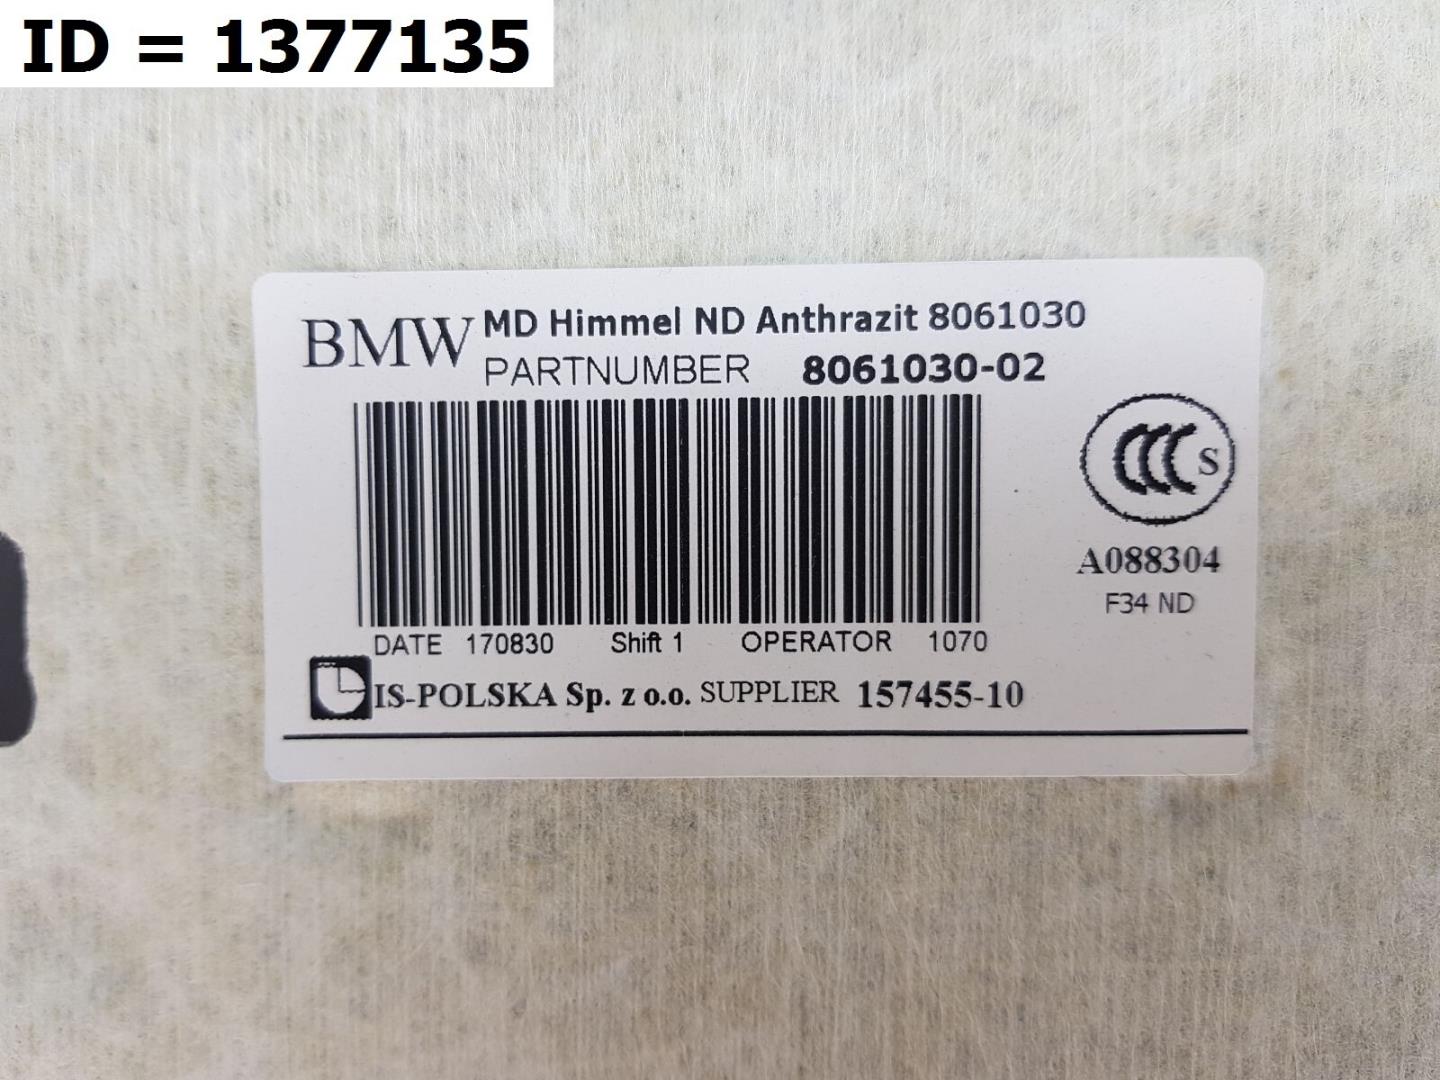 ID = 1377135
BMW MD Himmel ND Anthrazit 8061030
PARTNUMBER 8061030-02
CCC S
A088304
F34 ND
DATE 170830 Shift 1 OPERATOR 1070
IS-POLSKA Sp. z o.o. SUPPLIER 157455-10